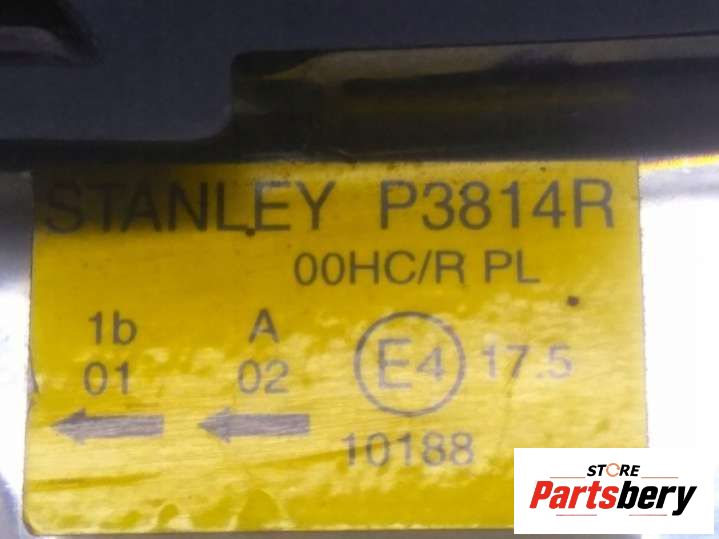 STANLEY P3814R
00HC/R PL
1b A
01 02 E4 17.5
10188
STORE
Partsbery